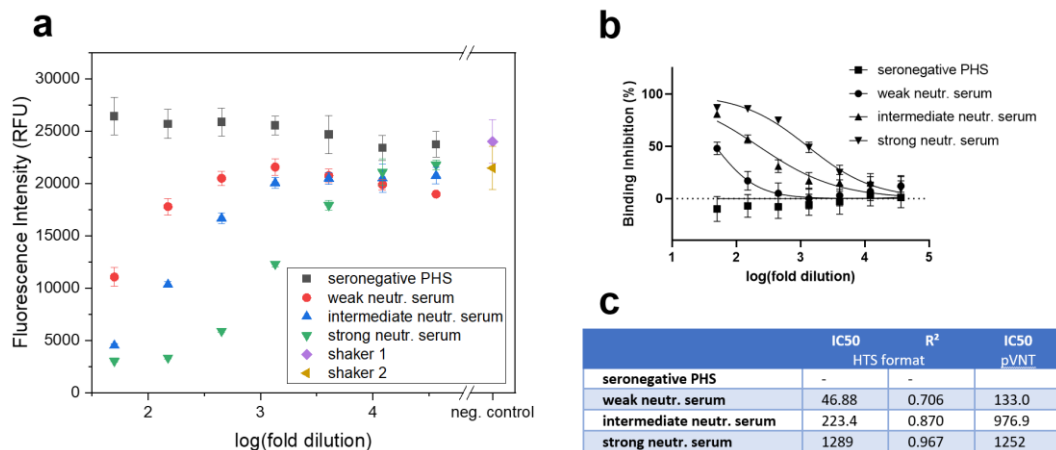 a
Fluorescence Intensity (RFU)
30000
25000
20000
15000
10000
5000
0
2
3
4
neg. control
log(fold dilution)
seronegative PHS
weak neutr. serum
intermediate neutr. serum
strong neutr. serum
shaker 1
shaker 2
b
Binding Inhibition (%)
100
50
0
1
2
3
4
5
log(fold dilution)
seronegative PHS
weak neutr. serum
intermediate neutr. serum
strong neutr. serum
c
IC50 R² IC50
HTS format pVNT
seronegative PHS - -
weak neutr. serum 46.88 0.706 133.0
intermediate neutr. serum 223.4 0.870 976.9
strong neutr. serum 1289 0.967 1252